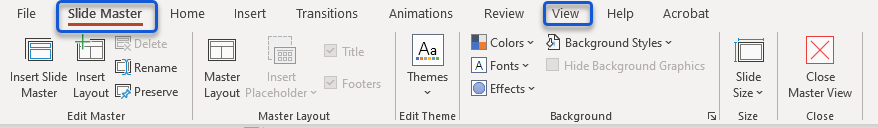 File Slide Master Home Insert Transitions Animations Review View Help Acrobat
Insert Slide Master
Insert Layout
Delete
Rename
Preserve
Edit Master
Master Layout
Insert Placeholder
Title
Footers
Master Layout
Aa
Themes
Edit Theme
Colors
A Fonts
Effects
Background Styles
Hide Background Graphics
Background
Slide Size
Size
Close Master View
Close